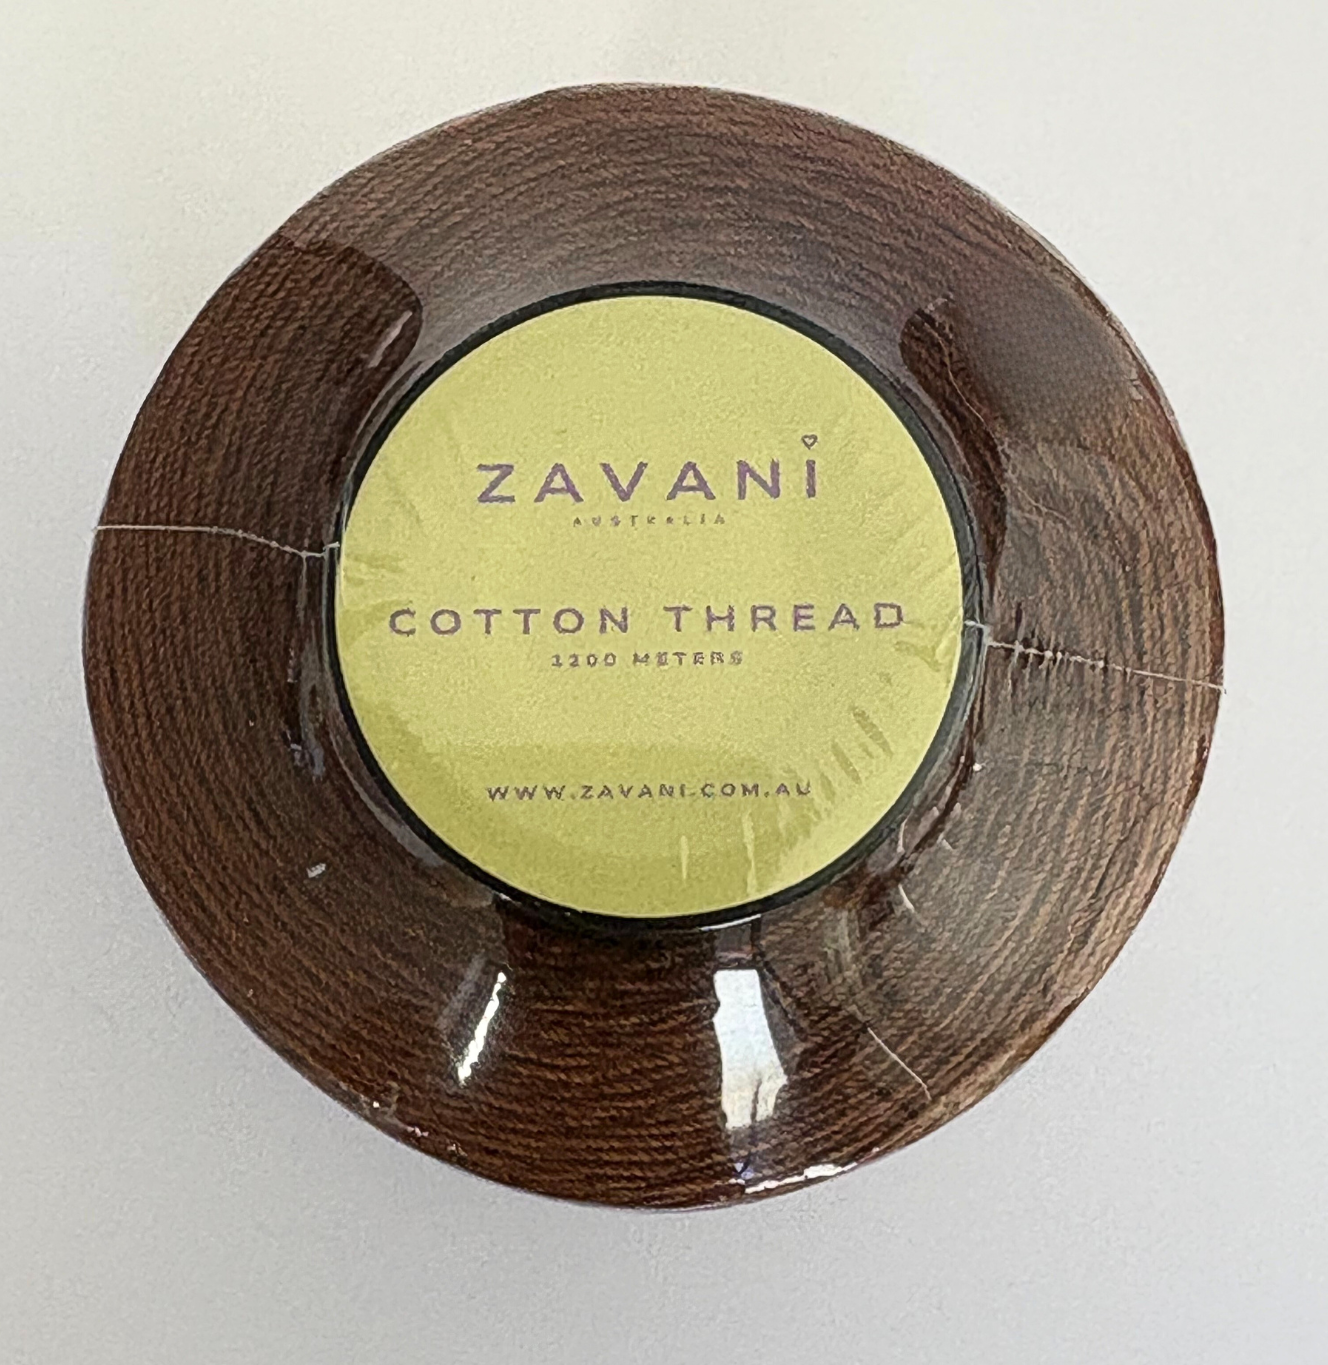 ZAVANI
AUSTRALIA
COTTON THREAD
1200 METERS
WWW.ZAVANI.COM.AU